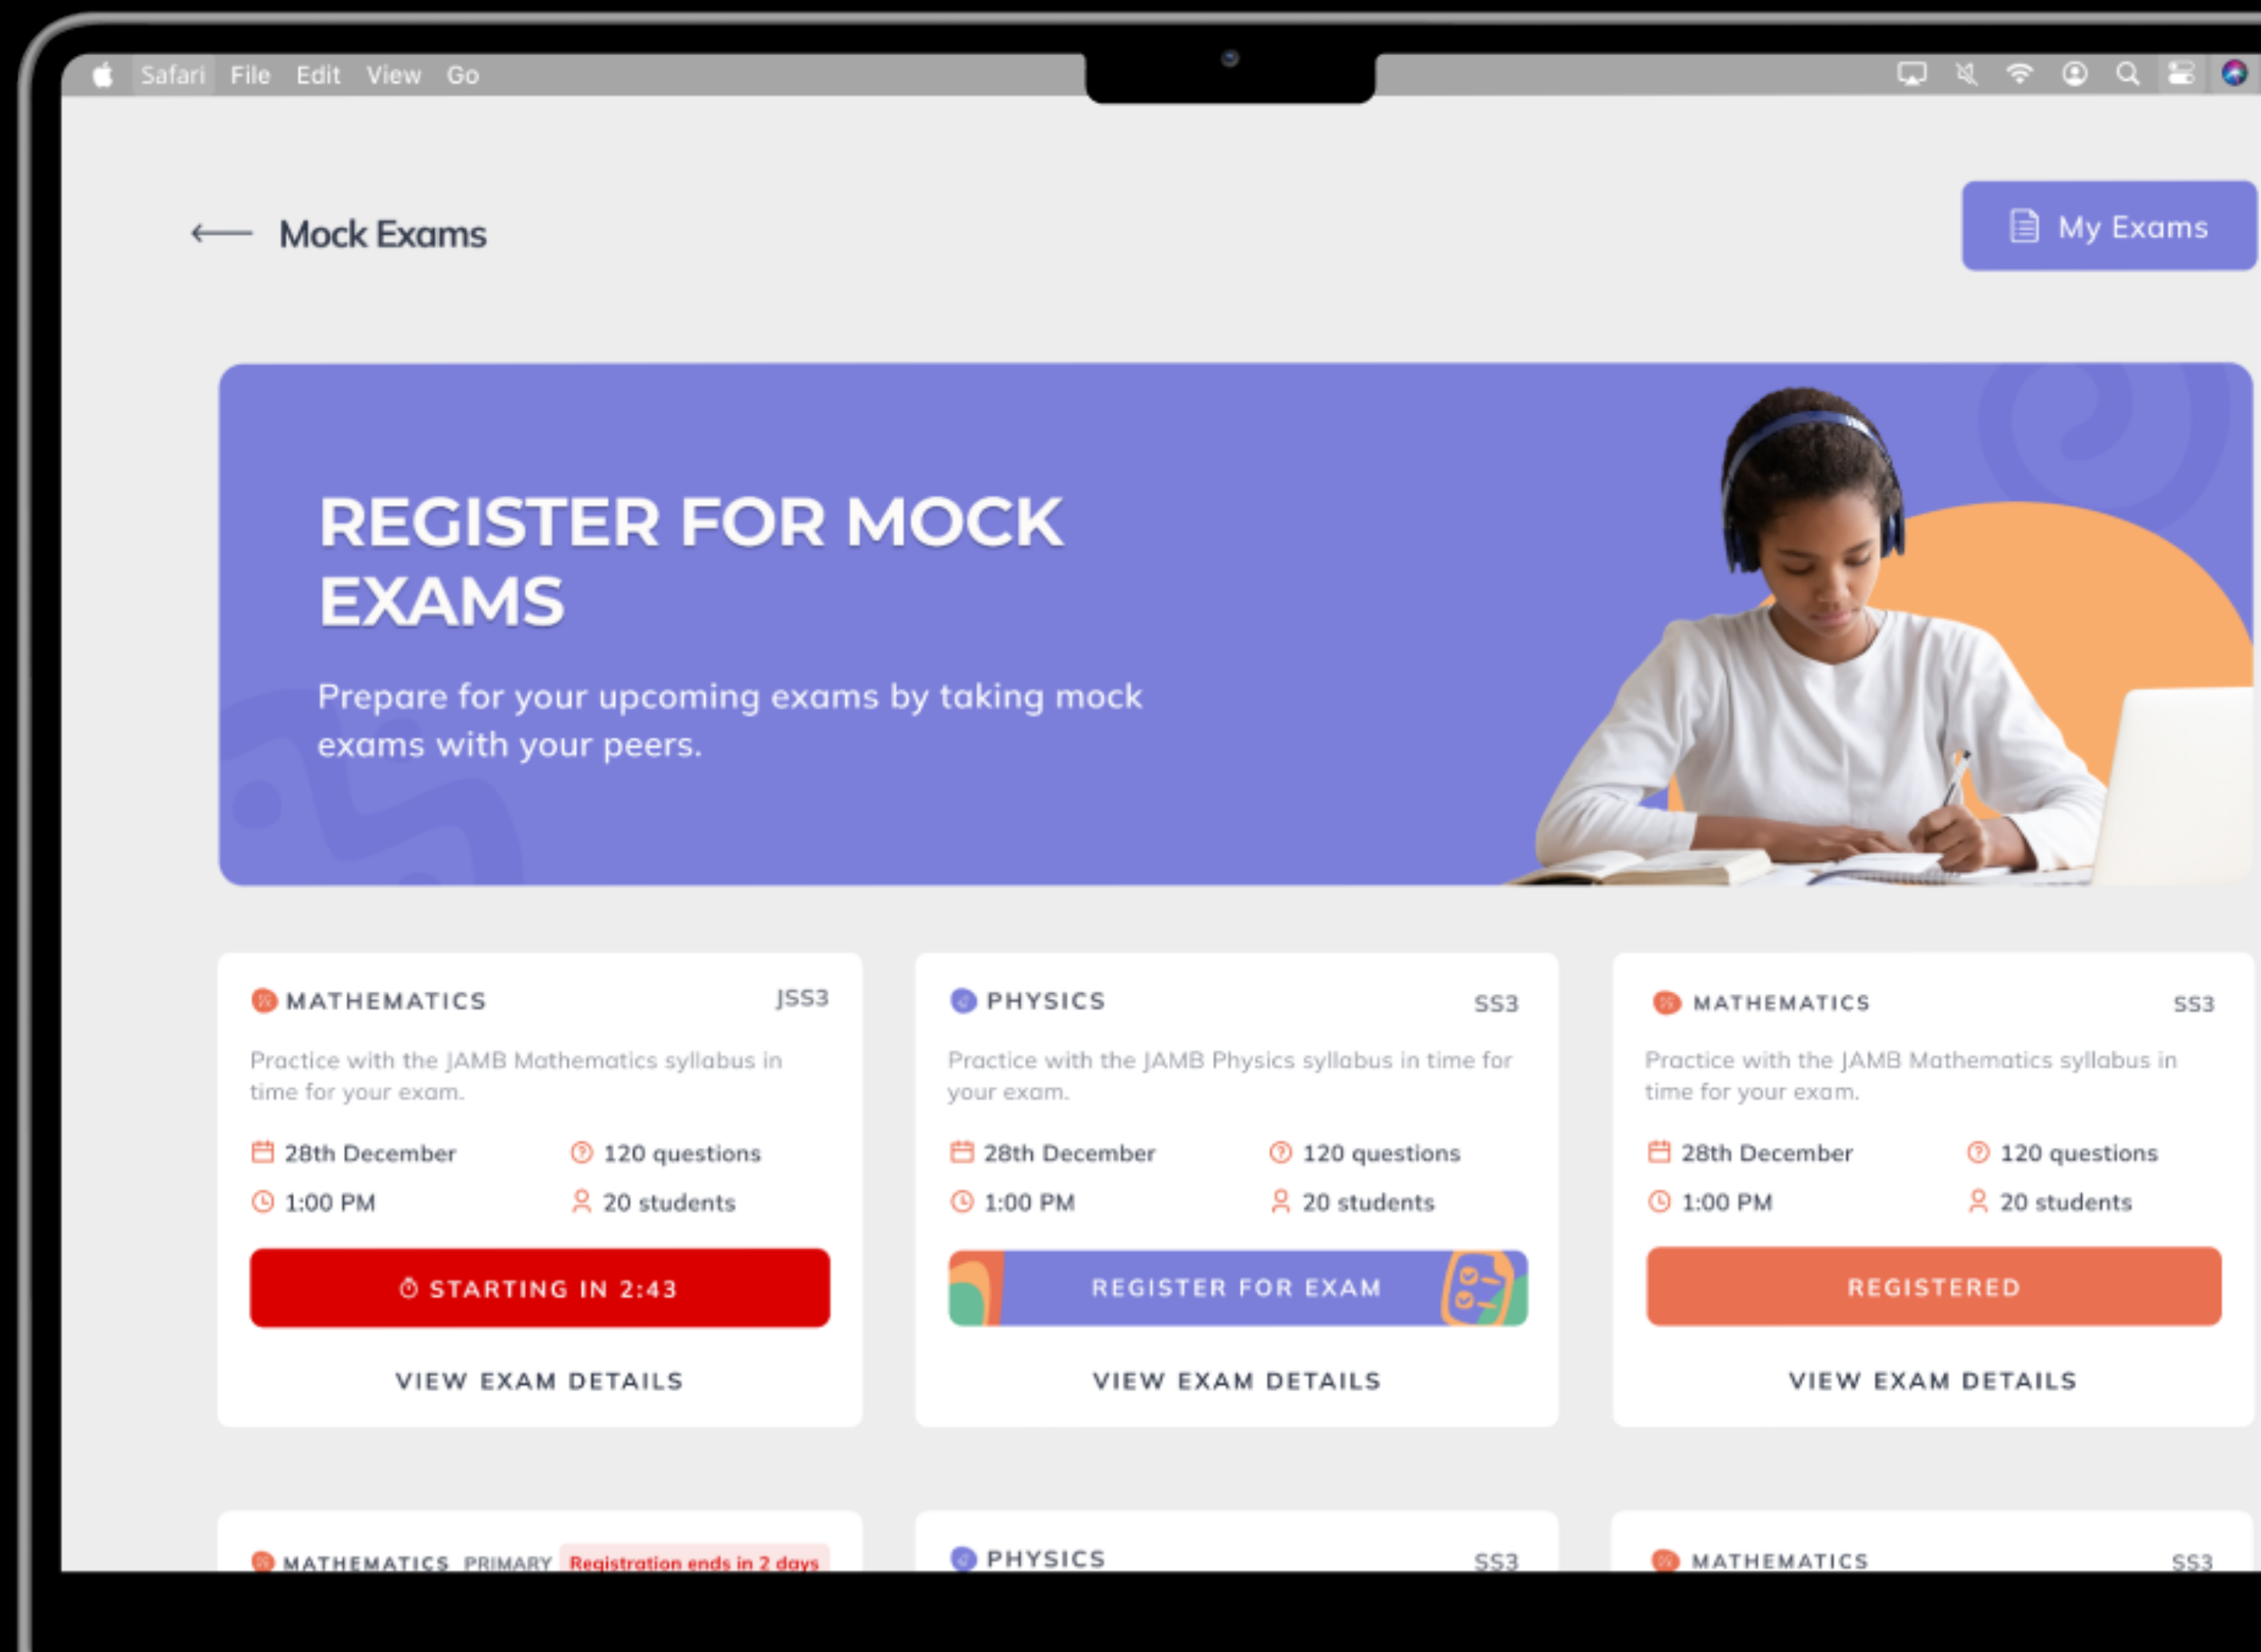 Safari File Edit View Go
Mock Exams
My Exams
REGISTER FOR MOCK
EXAMS
Prepare for your upcoming exams by taking mock
exams with your peers.
MATHEMATICS JSS3
Practice with the JAMB Mathematics syllabus in
time for your exam.
28th December 120 questions
1:00 PM 20 students
STARTING IN 2:43
VIEW EXAM DETAILS
PHYSICS SS3
Practice with the JAMB Physics syllabus in time for
your exam.
28th December 120 questions
1:00 PM 20 students
REGISTER FOR EXAM
VIEW EXAM DETAILS
MATHEMATICS SS3
Practice with the JAMB Mathematics syllabus in
time for your exam.
28th December 120 questions
1:00 PM 20 students
REGISTERED
VIEW EXAM DETAILS
MATHEMATICS PRIMARY Registration ends in 2 days
PHYSICS SS3
MATHEMATICS SS3